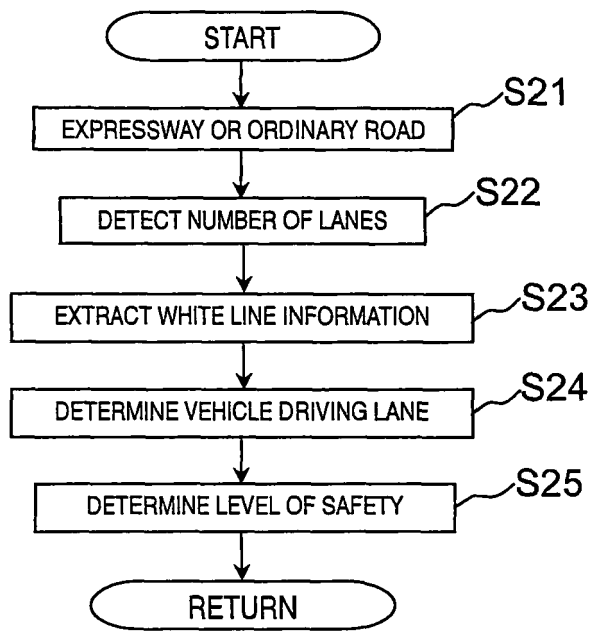 START
S21
EXPRESSWAY OR ORDINARY ROAD
S22
DETECT NUMBER OF LANES
S23
EXTRACT WHITE LINE INFORMATION
S24
DETERMINE VEHICLE DRIVING LANE
S25
DETERMINE LEVEL OF SAFETY
RETURN